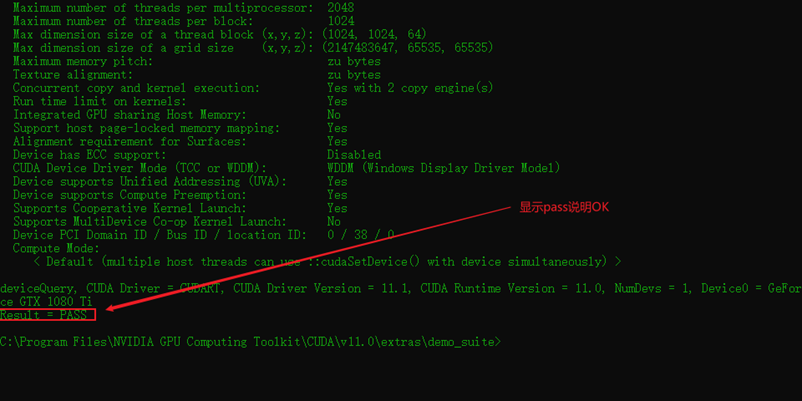 Maximum number of threads per multiprocessor: 2048
Maximum number of threads per block: 1024
Max dimension size of a thread block (x,y,z): (1024, 1024, 64)
Max dimension size of a grid size (x,y,z): (2147483647, 65535, 65535)
Maximum memory pitch: zu bytes
Texture alignment: zu bytes
Concurrent copy and kernel execution: Yes with 2 copy engine(s)
Run time limit on kernels: Yes
Integrated GPU sharing Host Memory: No
Support host page-locked memory mapping: Yes
Alignment requirement for Surfaces: Yes
Device has ECC support: Disabled
CUDA Device Driver Mode (TCC or WDDM): WDDM (Windows Display Driver Model)
Device supports Unified Addressing (UVA): Yes
Device supports Compute Preemption: Yes
Supports Cooperative Kernel Launch: Yes
Supports MultiDevice Co-op Kernel Launch: No
显示pass说明OK
Device PCI Domain ID / Bus ID / location ID: 0 / 38 / 0
Compute Mode:
< Default (multiple host threads can use ::cudaSetDevice() with device simultaneously) >
deviceQuery, CUDA Driver = CUDART, CUDA Driver Version = 11.1, CUDA Runtime Version = 11.0, NumDevs = 1, Device0 = GeFor
ce GTX 1080 Ti
Result = PASS
C:\Program Files\NVIDIA GPU Computing Toolkit\CUDA\v11.0\extras\demo_suite>